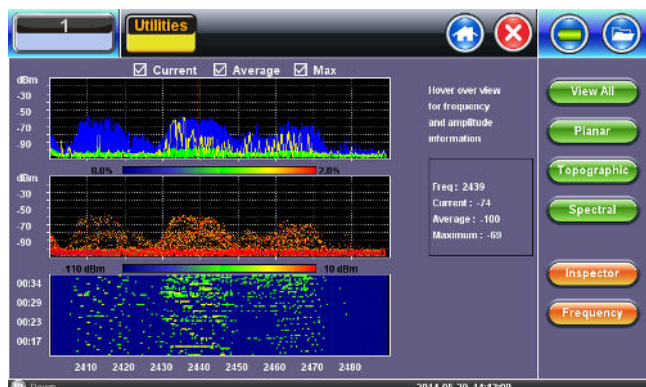 1
Utilities
Current Average Max
dBm
-30
-50
-70
-90
Hover over view
for frequency
and amplitude
information
0.0% 2.0%
dBm
-30
-50
-70
-90
Freq : 2439
Current : -74
Average : -100
Maximum : -69
-110 dBm 10 dBm
00:34
00:29
00:23
00:17
2410 2420 2430 2440 2450 2460 2470 2480
View All
Planar
Topographic
Spectral
Inspector
Frequency